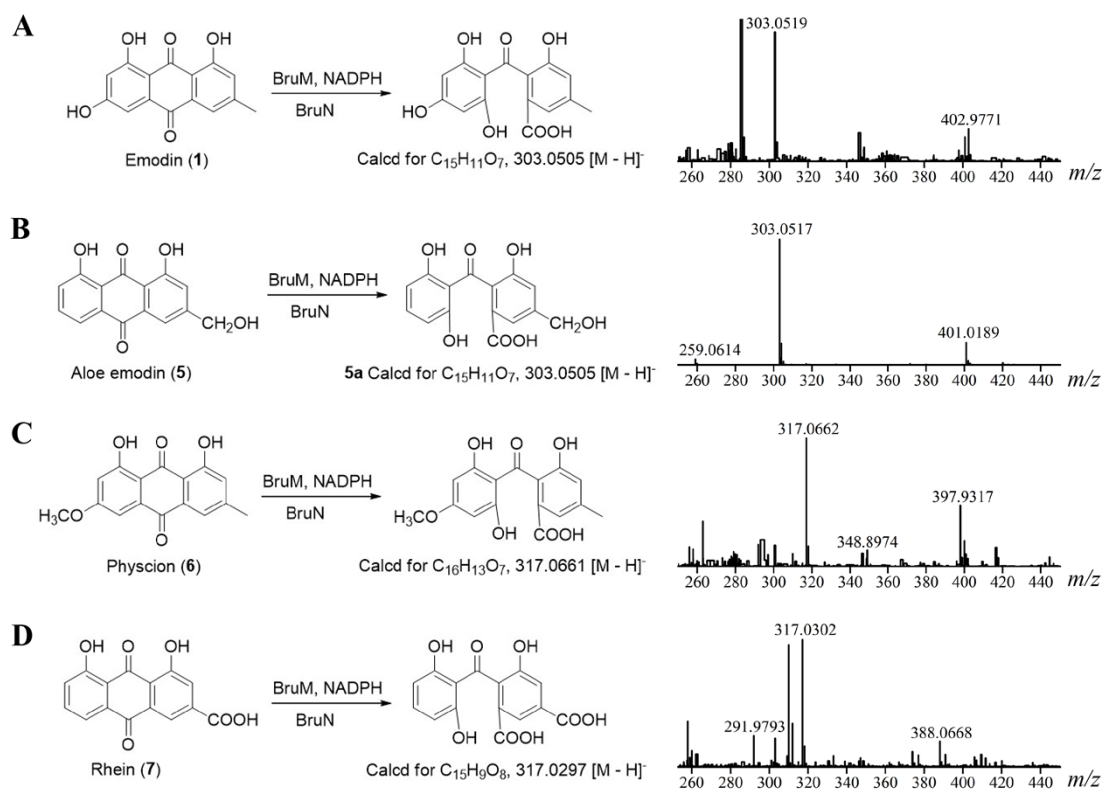 A
OH O OH
HO
O
Emodin (1)
BruM, NADPH
BruN
OH O OH
HO
OH COOH
Calcd for C15H11O7, 303.0505 [M - H]-
303.0519
402.9771
260 280 300 320 340 360 380 400 420 440 m/z
B
OH O OH
CH2OH
O
Aloe emodin (5)
BruM, NADPH
BruN
OH O OH
CH2OH
OH COOH
5a Calcd for C15H11O7, 303.0505 [M - H]-
303.0517
401.0189
259.0614
260 280 300 320 340 360 380 400 420 440 m/z
C
OH O OH
H3CO
O
Physcion (6)
BruM, NADPH
BruN
OH O OH
H3CO
OH COOH
Calcd for C16H13O7, 317.0661 [M - H]-
317.0662
397.9317
348.8974
260 280 300 320 340 360 380 400 420 440 m/z
D
OH O OH
COOH
O
Rhein (7)
BruM, NADPH
BruN
OH O OH
COOH
OH COOH
Calcd for C15H9O8, 317.0297 [M - H]-
317.0302
291.9793
388.0668
260 280 300 320 340 360 380 400 420 440 m/z